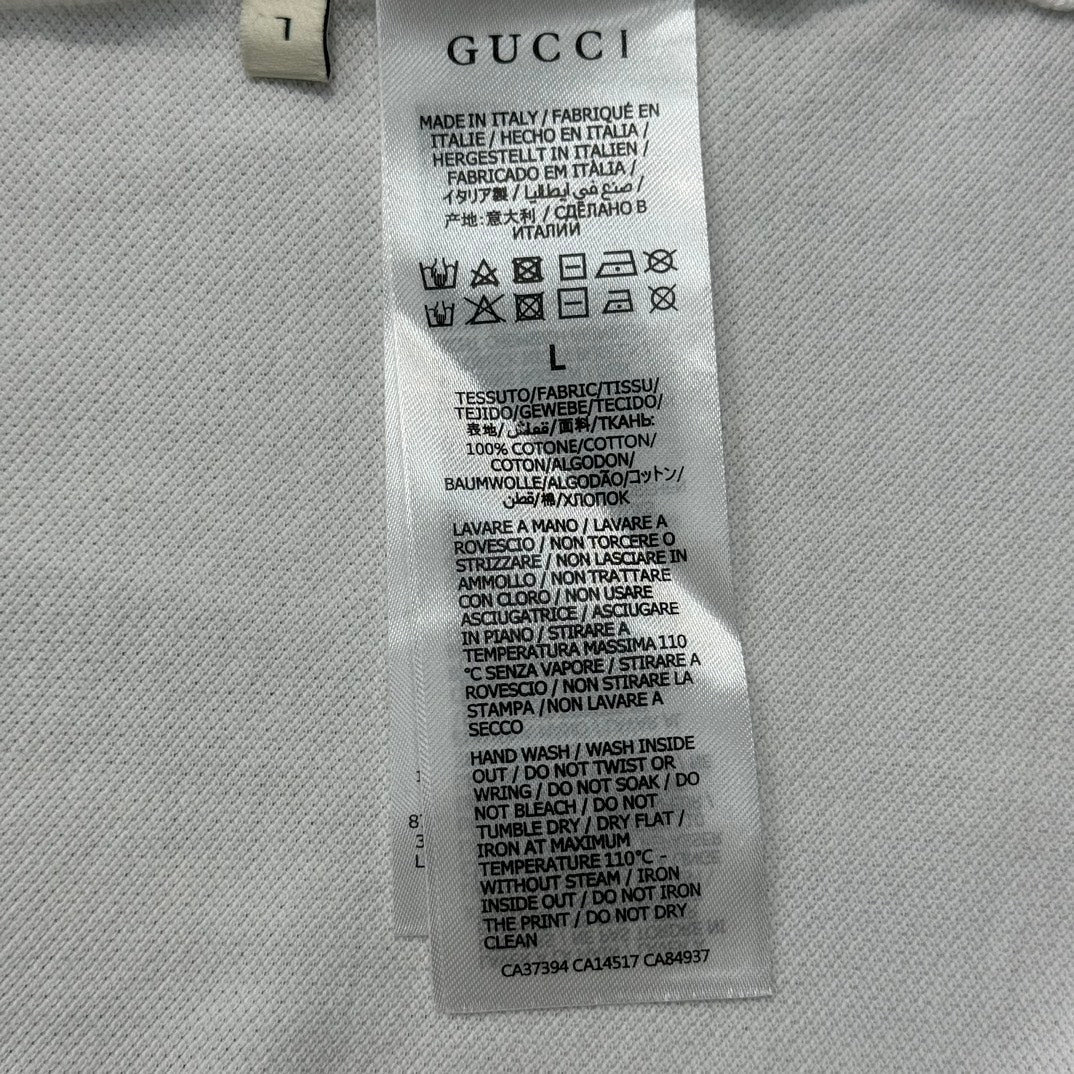 L
GUCCI
MADE IN ITALY / FABRIQUÉ EN
ITALIE / HECHO EN ITALIA /
HERGESTELLT IN ITALIEN /
FABRICADO EM ITÀLIA /
イタリア製 / صنع في ايطاليا /
产地:意大利 / СДЕЛАНО В
ИТАЛИИ
L
TESSUTO/FABRIC/TISSU/
TEJIDO/GEWEBE/TECIDO/
表地/قماش/面料/ТКАНЬ:
100% COTONE/COTTON/
COTON/ALGODON/
BAUMWOLLE/ALGODÃO/コットン/
قطن/棉/ХЛОПОК
LAVARE A MANO / LAVARE A
ROVESCIO / NON TORCERE O
STRIZZARE / NON LASCIARE IN
AMMOLLO / NON TRATTARE
CON CLORO / NON USARE
ASCIUGATRICE / ASCIUGARE
IN PIANO / STIRARE A
TEMPERATURA MASSIMA 110
°C SENZA VAPORE / STIRARE A
ROVESCIO / NON STIRARE LA
STAMPA / NON LAVARE A
SECCO
HAND WASH / WASH INSIDE
OUT / DO NOT TWIST OR
WRING / DO NOT SOAK / DO
NOT BLEACH / DO NOT
TUMBLE DRY / DRY FLAT /
IRON AT MAXIMUM
TEMPERATURE 110°C -
WITHOUT STEAM / IRON
INSIDE OUT / DO NOT IRON
THE PRINT / DO NOT DRY
CLEAN
CA37394 CA14517 CA84937